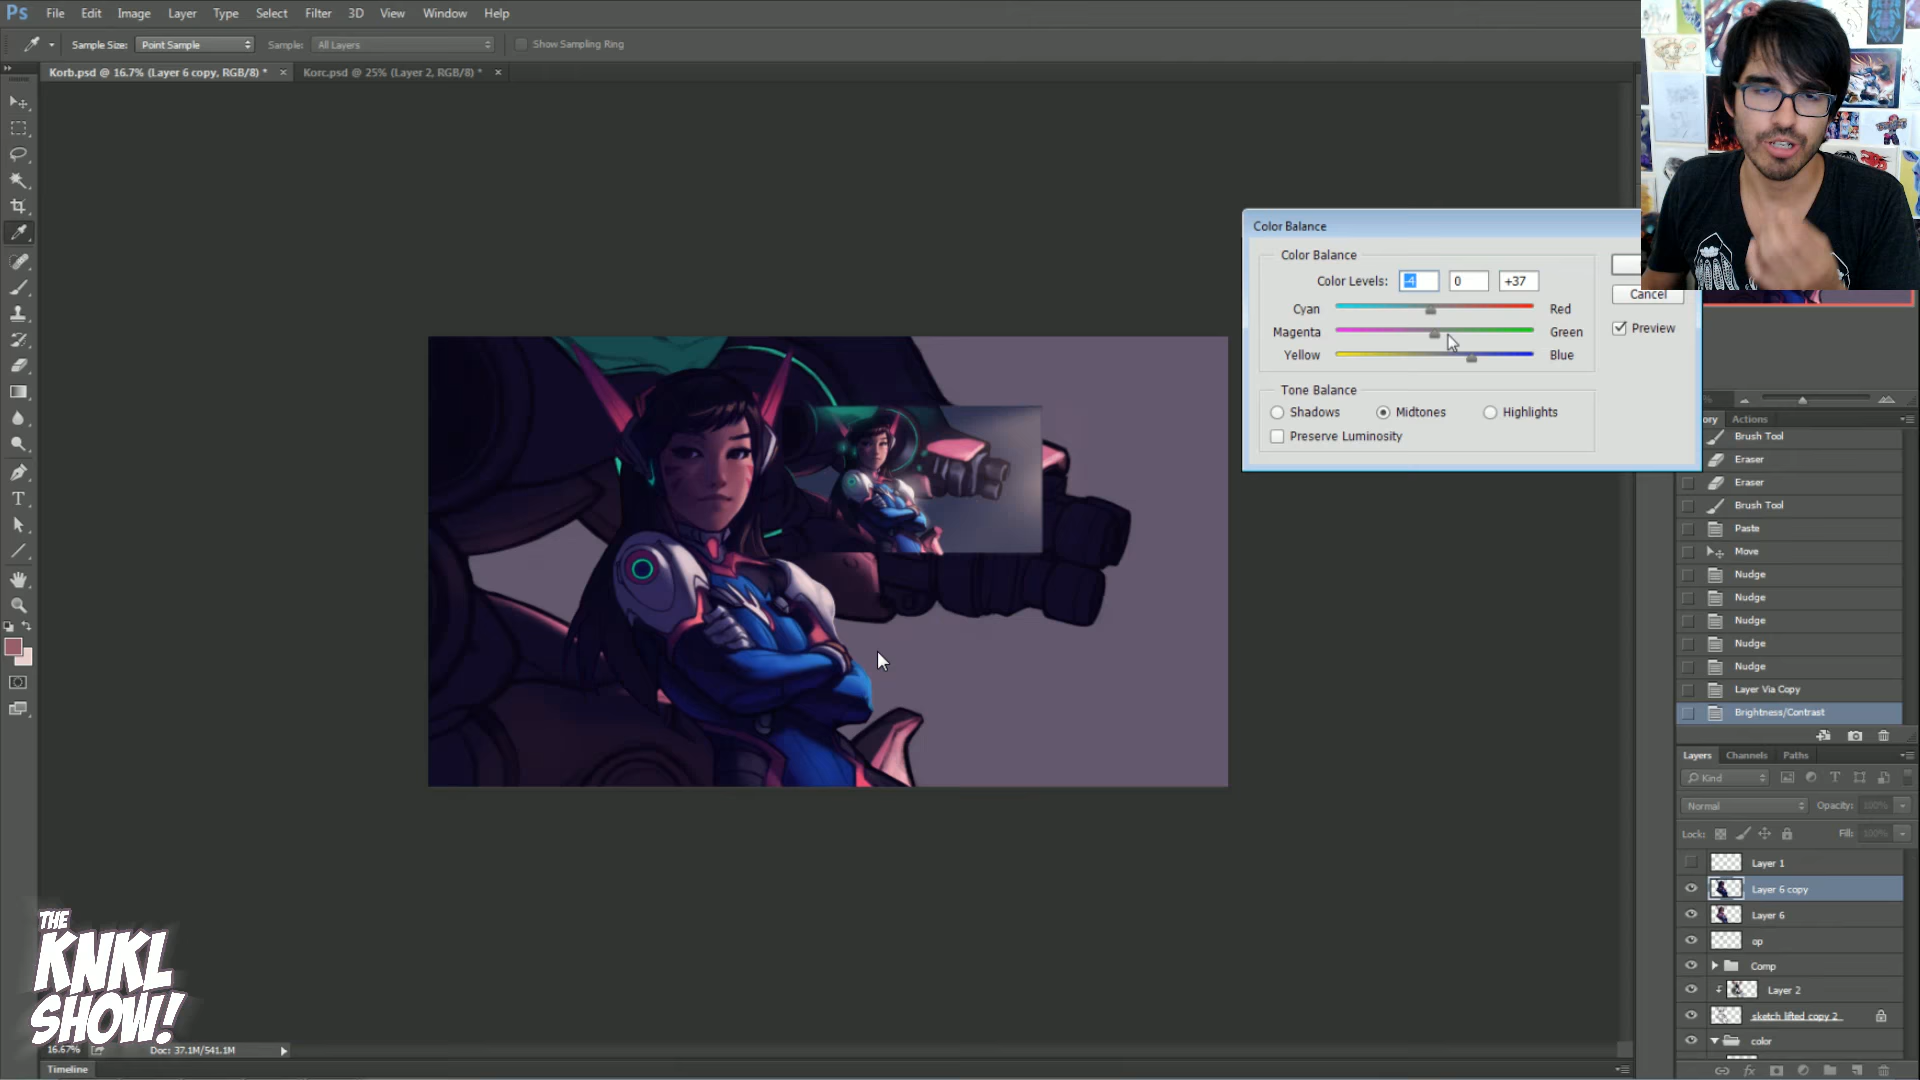 Ps File Edit Image Layer Type Select Filter 3D View Window Help
Sample Size: Point Sample Sample: All Layers Show Sampling Ring
Korb.psd @ 16.7% (Layer 6 copy, RGB/8) * × Korc.psd @ 25% (Layer 2, RGB/8) * ×
Color Balance
Color Balance
Color Levels: -4 0 +37
Cyan Red
Magenta Green
Yellow Blue
Tone Balance
Shadows Midtones Highlights
Preserve Luminosity
Cancel
Preview
Actions
Brush Tool
Eraser
Eraser
Brush Tool
Paste
Move
Nudge
Nudge
Nudge
Nudge
Nudge
Layer Via Copy
Brightness/Contrast
Layers Channels Paths
Kind
Normal Opacity: 100%
Lock: Fill: 100%
Layer 1
Layer 6 copy
Layer 6
op
Comp
Layer 2
sketch lifted copy 2
color
THE
KNKL
SHOW!
16.67% Doc: 37.1M/541.1M
Timeline